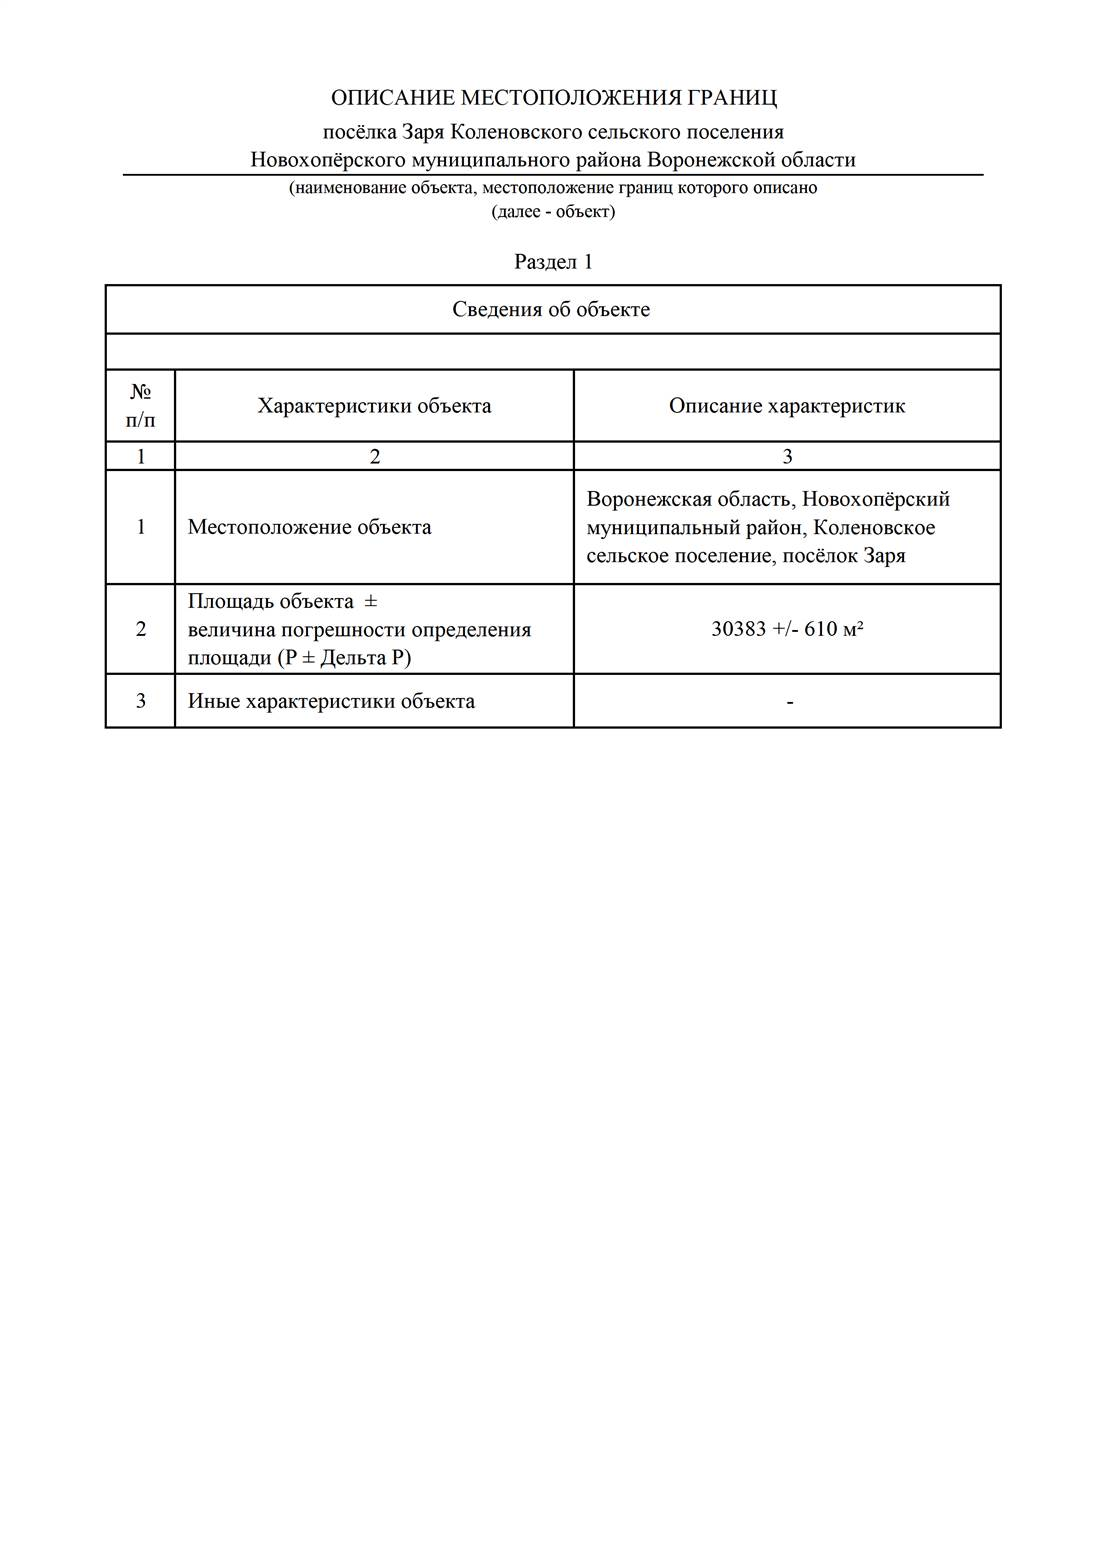 ОПИСАНИЕ МЕСТОПОЛОЖЕНИЯ ГРАНИЦ
посёлка Заря Коленовского сельского поселения
Новохопёрского муниципального района Воронежской области
(наименование объекта, местоположение границ которого описано
(далее - объект)
Раздел 1
Сведения об объекте
№
п/п
Характеристики объекта
Описание характеристик
1
2
3
1
Местоположение объекта
Воронежская область, Новохопёрский
муниципальный район, Коленовское
сельское поселение, посёлок Заря
2
Площадь объекта ±
величина погрешности определения
площади (Р ± Дельта Р)
30383 +/- 610 м²
3
Иные характеристики объекта
-